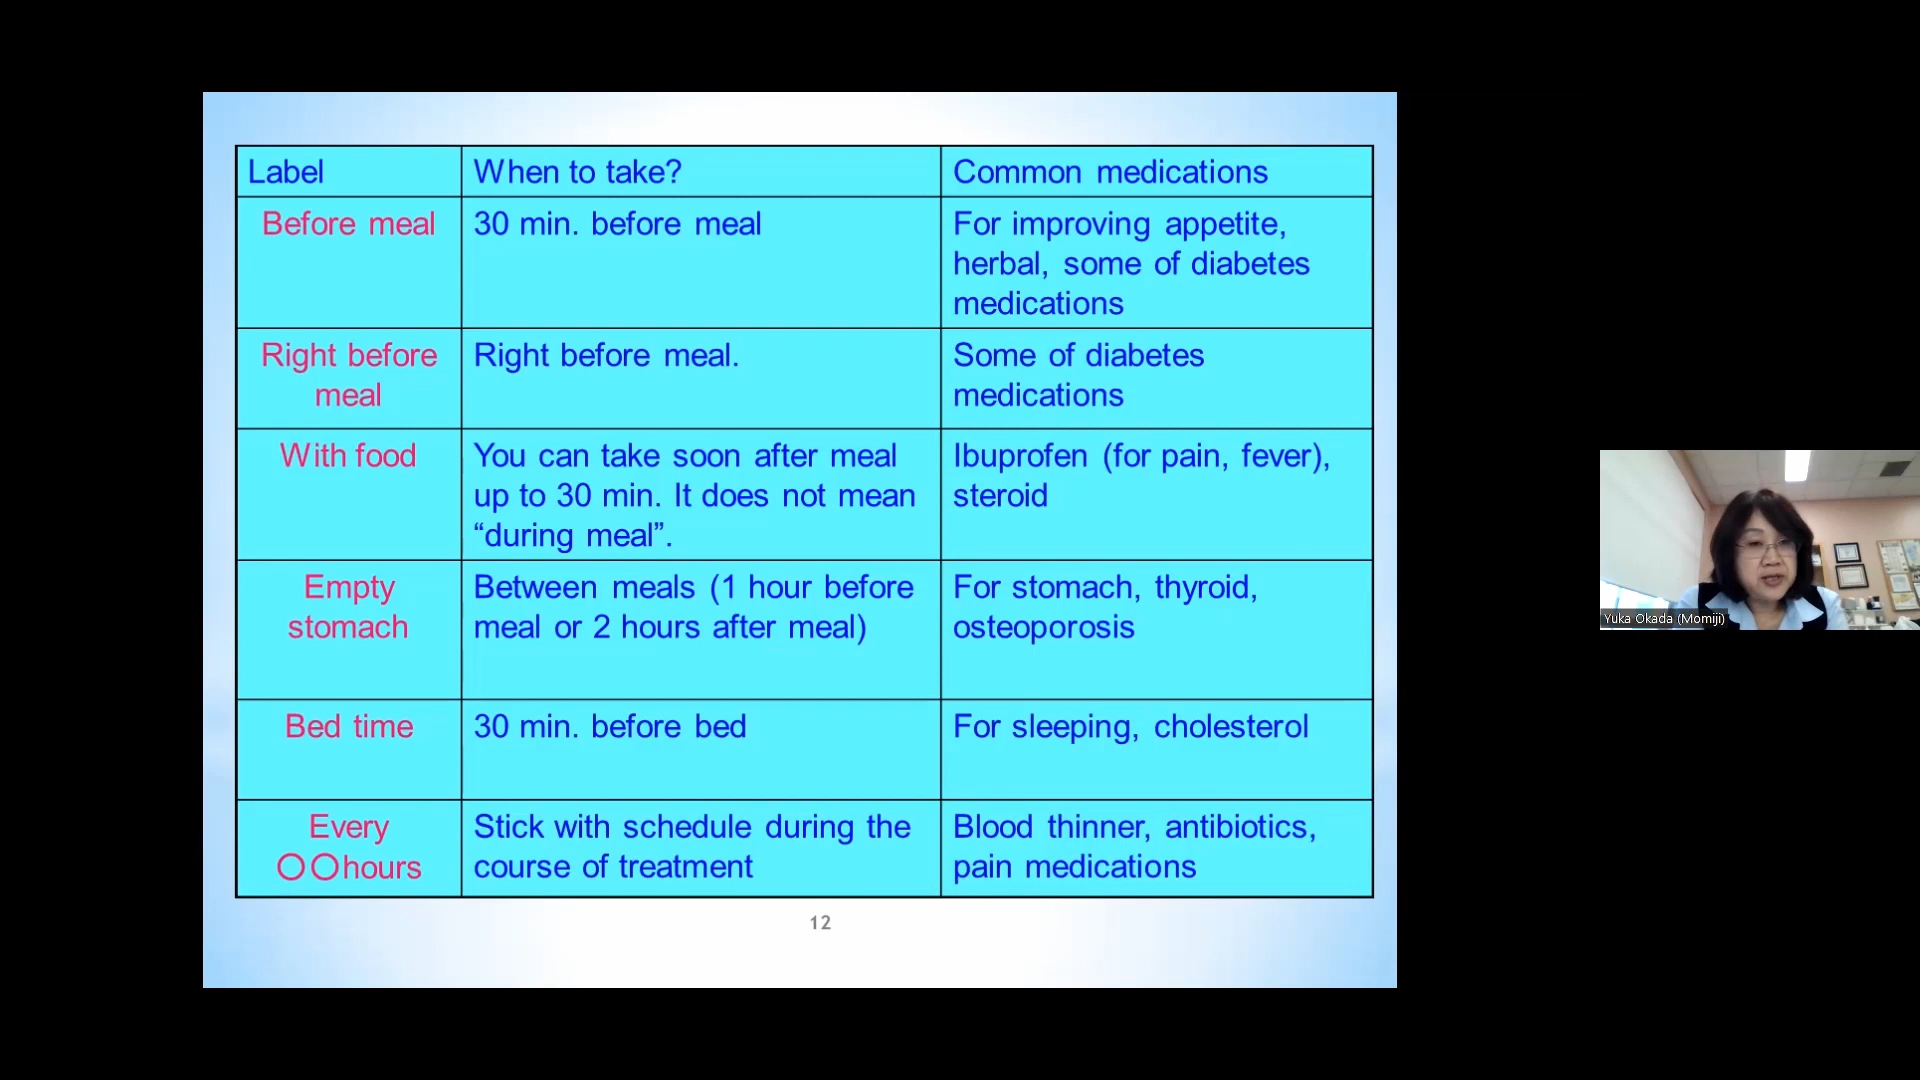 Label
When to take?
Common medications
Before meal
30 min. before meal
For improving appetite,
herbal, some of diabetes
medications
Right before
meal
Right before meal.
Some of diabetes
medications
With food
You can take soon after meal
up to 30 min. It does not mean
“during meal”.
Ibuprofen (for pain, fever),
steroid
Empty
stomach
Between meals (1 hour before
meal or 2 hours after meal)
For stomach, thyroid,
osteoporosis
Bed time
30 min. before bed
For sleeping, cholesterol
Every
〇〇hours
Stick with schedule during the
course of treatment
Blood thinner, antibiotics,
pain medications
12
Yuka Okada (Momiji)